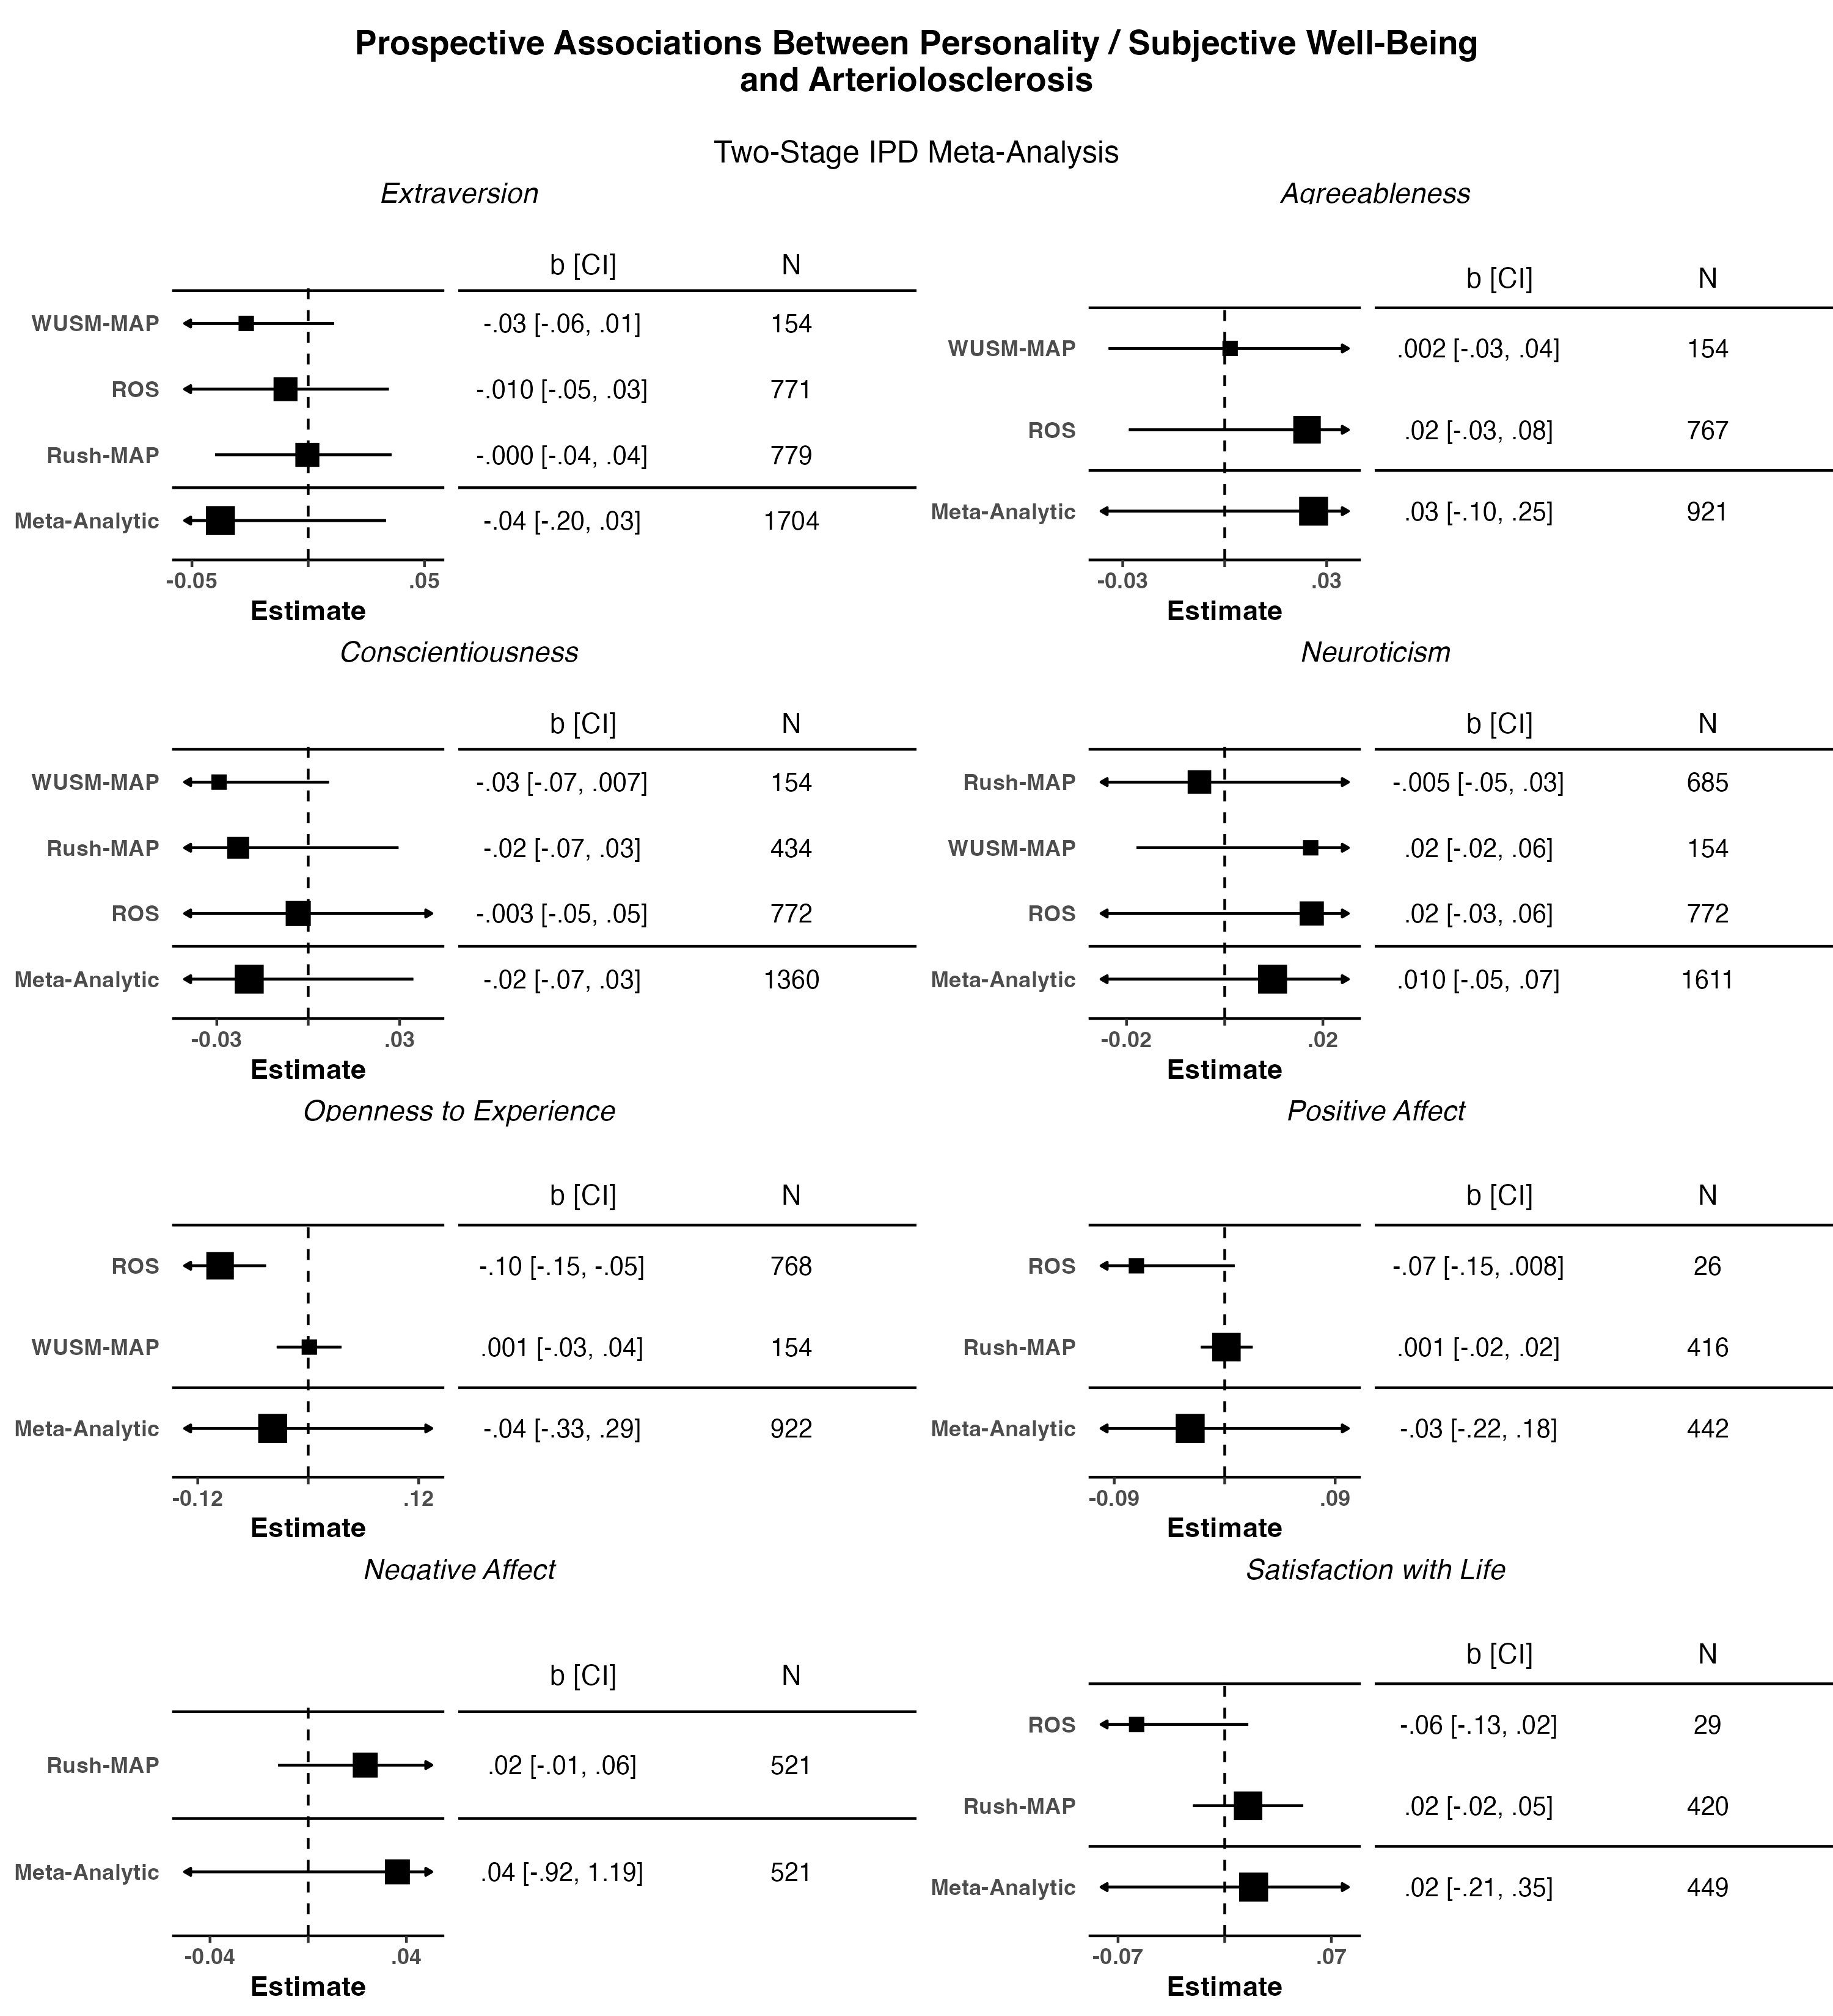 Prospective Associations Between Personality / Subjective Well-Being
and Arteriolosclerosis
Two-Stage IPD Meta-Analysis
Extraversion
b [CI] N
WUSM-MAP -.03 [-.06, .01] 154
ROS -.010 [-.05, .03] 771
Rush-MAP -.000 [-.04, .04] 779
Meta-Analytic -.04 [-.20, .03] 1704
-0.05 .05
Estimate
Agreeableness
b [CI] N
WUSM-MAP .002 [-.03, .04] 154
ROS .02 [-.03, .08] 767
Meta-Analytic .03 [-.10, .25] 921
-0.03 .03
Estimate
Conscientiousness
b [CI] N
WUSM-MAP -.03 [-.07, .007] 154
Rush-MAP -.02 [-.07, .03] 434
ROS -.003 [-.05, .05] 772
Meta-Analytic -.02 [-.07, .03] 1360
-0.03 .03
Estimate
Neuroticism
b [CI] N
Rush-MAP -.005 [-.05, .03] 685
WUSM-MAP .02 [-.02, .06] 154
ROS .02 [-.03, .06] 772
Meta-Analytic .010 [-.05, .07] 1611
-0.02 .02
Estimate
Openness to Experience
b [CI] N
ROS -.10 [-.15, -.05] 768
WUSM-MAP .001 [-.03, .04] 154
Meta-Analytic -.04 [-.33, .29] 922
-0.12 .12
Estimate
Positive Affect
b [CI] N
ROS -.07 [-.15, .008] 26
Rush-MAP .001 [-.02, .02] 416
Meta-Analytic -.03 [-.22, .18] 442
-0.09 .09
Estimate
Negative Affect
b [CI] N
Rush-MAP .02 [-.01, .06] 521
Meta-Analytic .04 [-.92, 1.19] 521
-0.04 .04
Estimate
Satisfaction with Life
b [CI] N
ROS -.06 [-.13, .02] 29
Rush-MAP .02 [-.02, .05] 420
Meta-Analytic .02 [-.21, .35] 449
-0.07 .07
Estimate